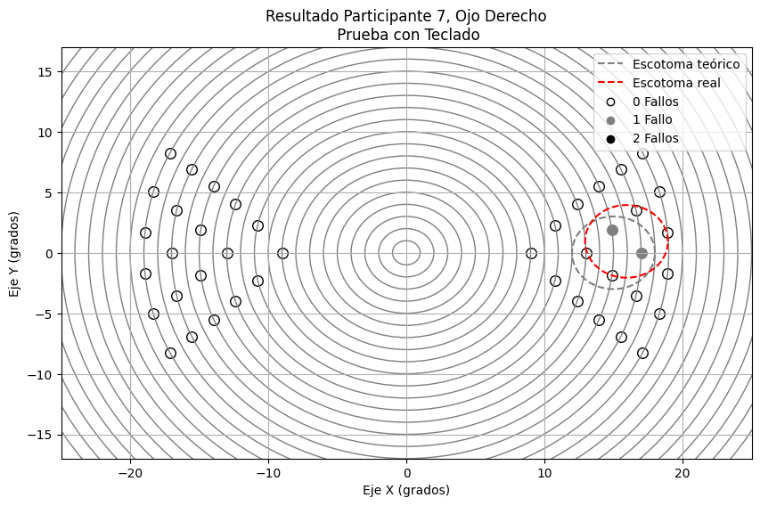 Resultado Participante 7, Ojo Derecho
Prueba con Teclado
Escotoma teórico
Escotoma real
0 Fallos
1 Fallo
2 Fallos
15
10
5
0
−5
−10
−15
Eje Y (grados)
−20
−10
0
10
20
Eje X (grados)